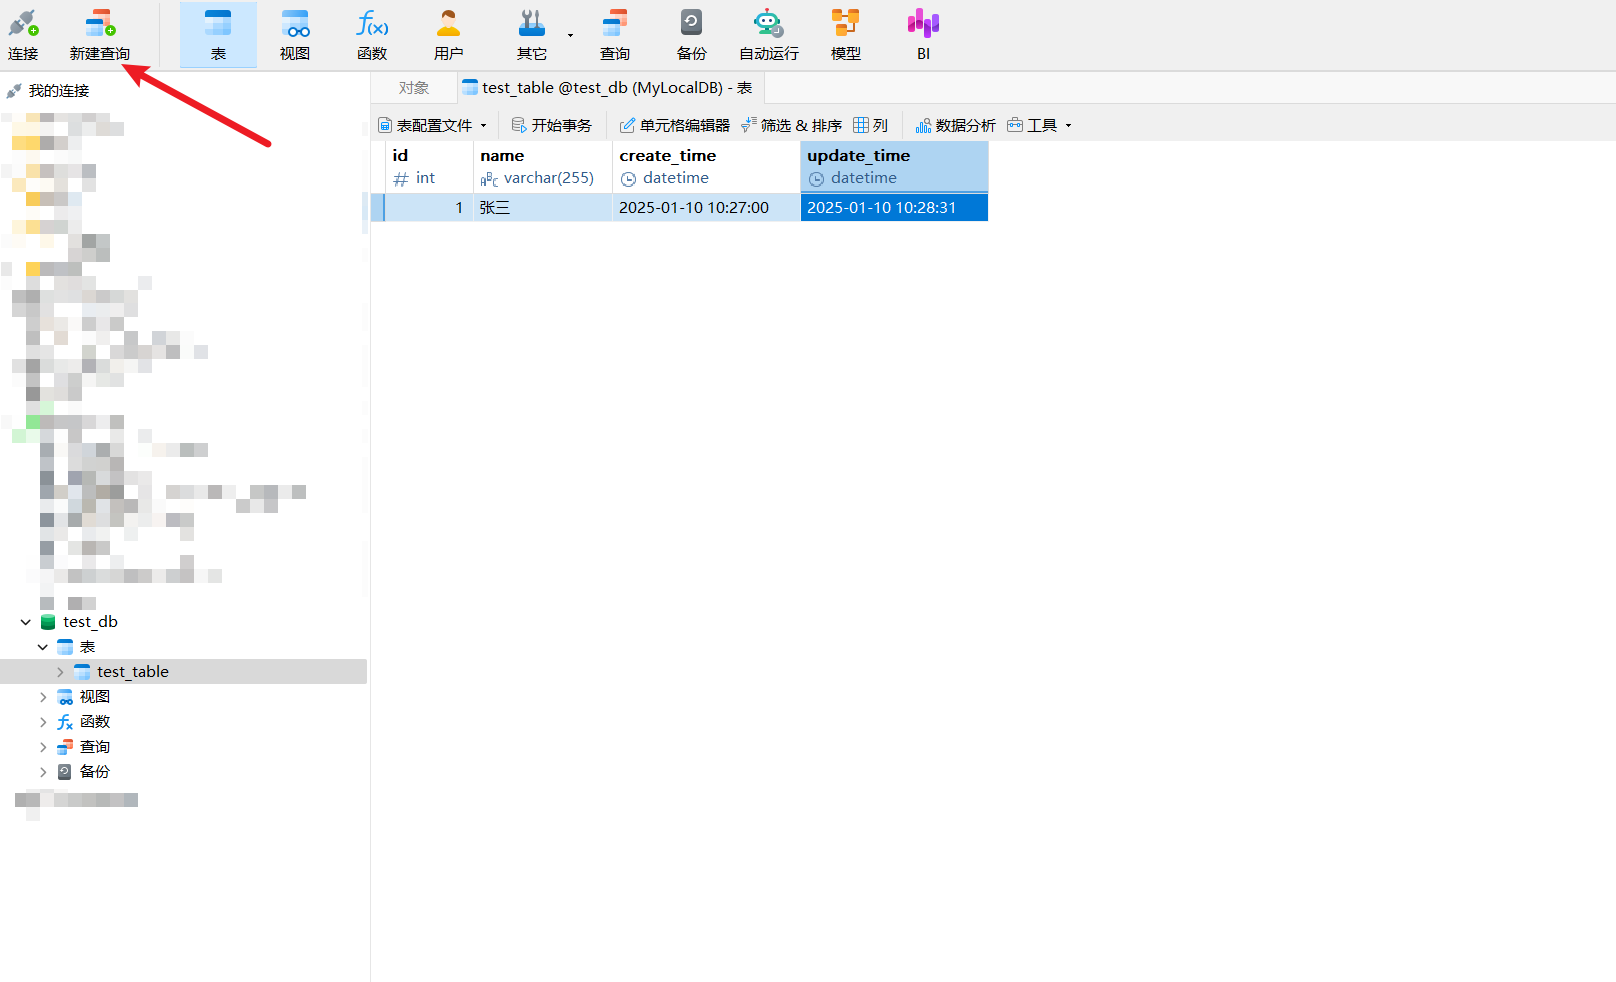 连接 新建查询 表 视图 函数 用户 其它 查询 备份 自动运行 模型 BI
我的连接
对象 test_table @test_db (MyLocalDB) - 表
表配置文件 开始事务 单元格编辑器 筛选 & 排序 列 数据分析 工具
id name create_time update_time
# int ABC varchar(255) datetime datetime
1 张三 2025-01-10 10:27:00 2025-01-10 10:28:31
test_db
表
test_table
视图
函数
查询
备份